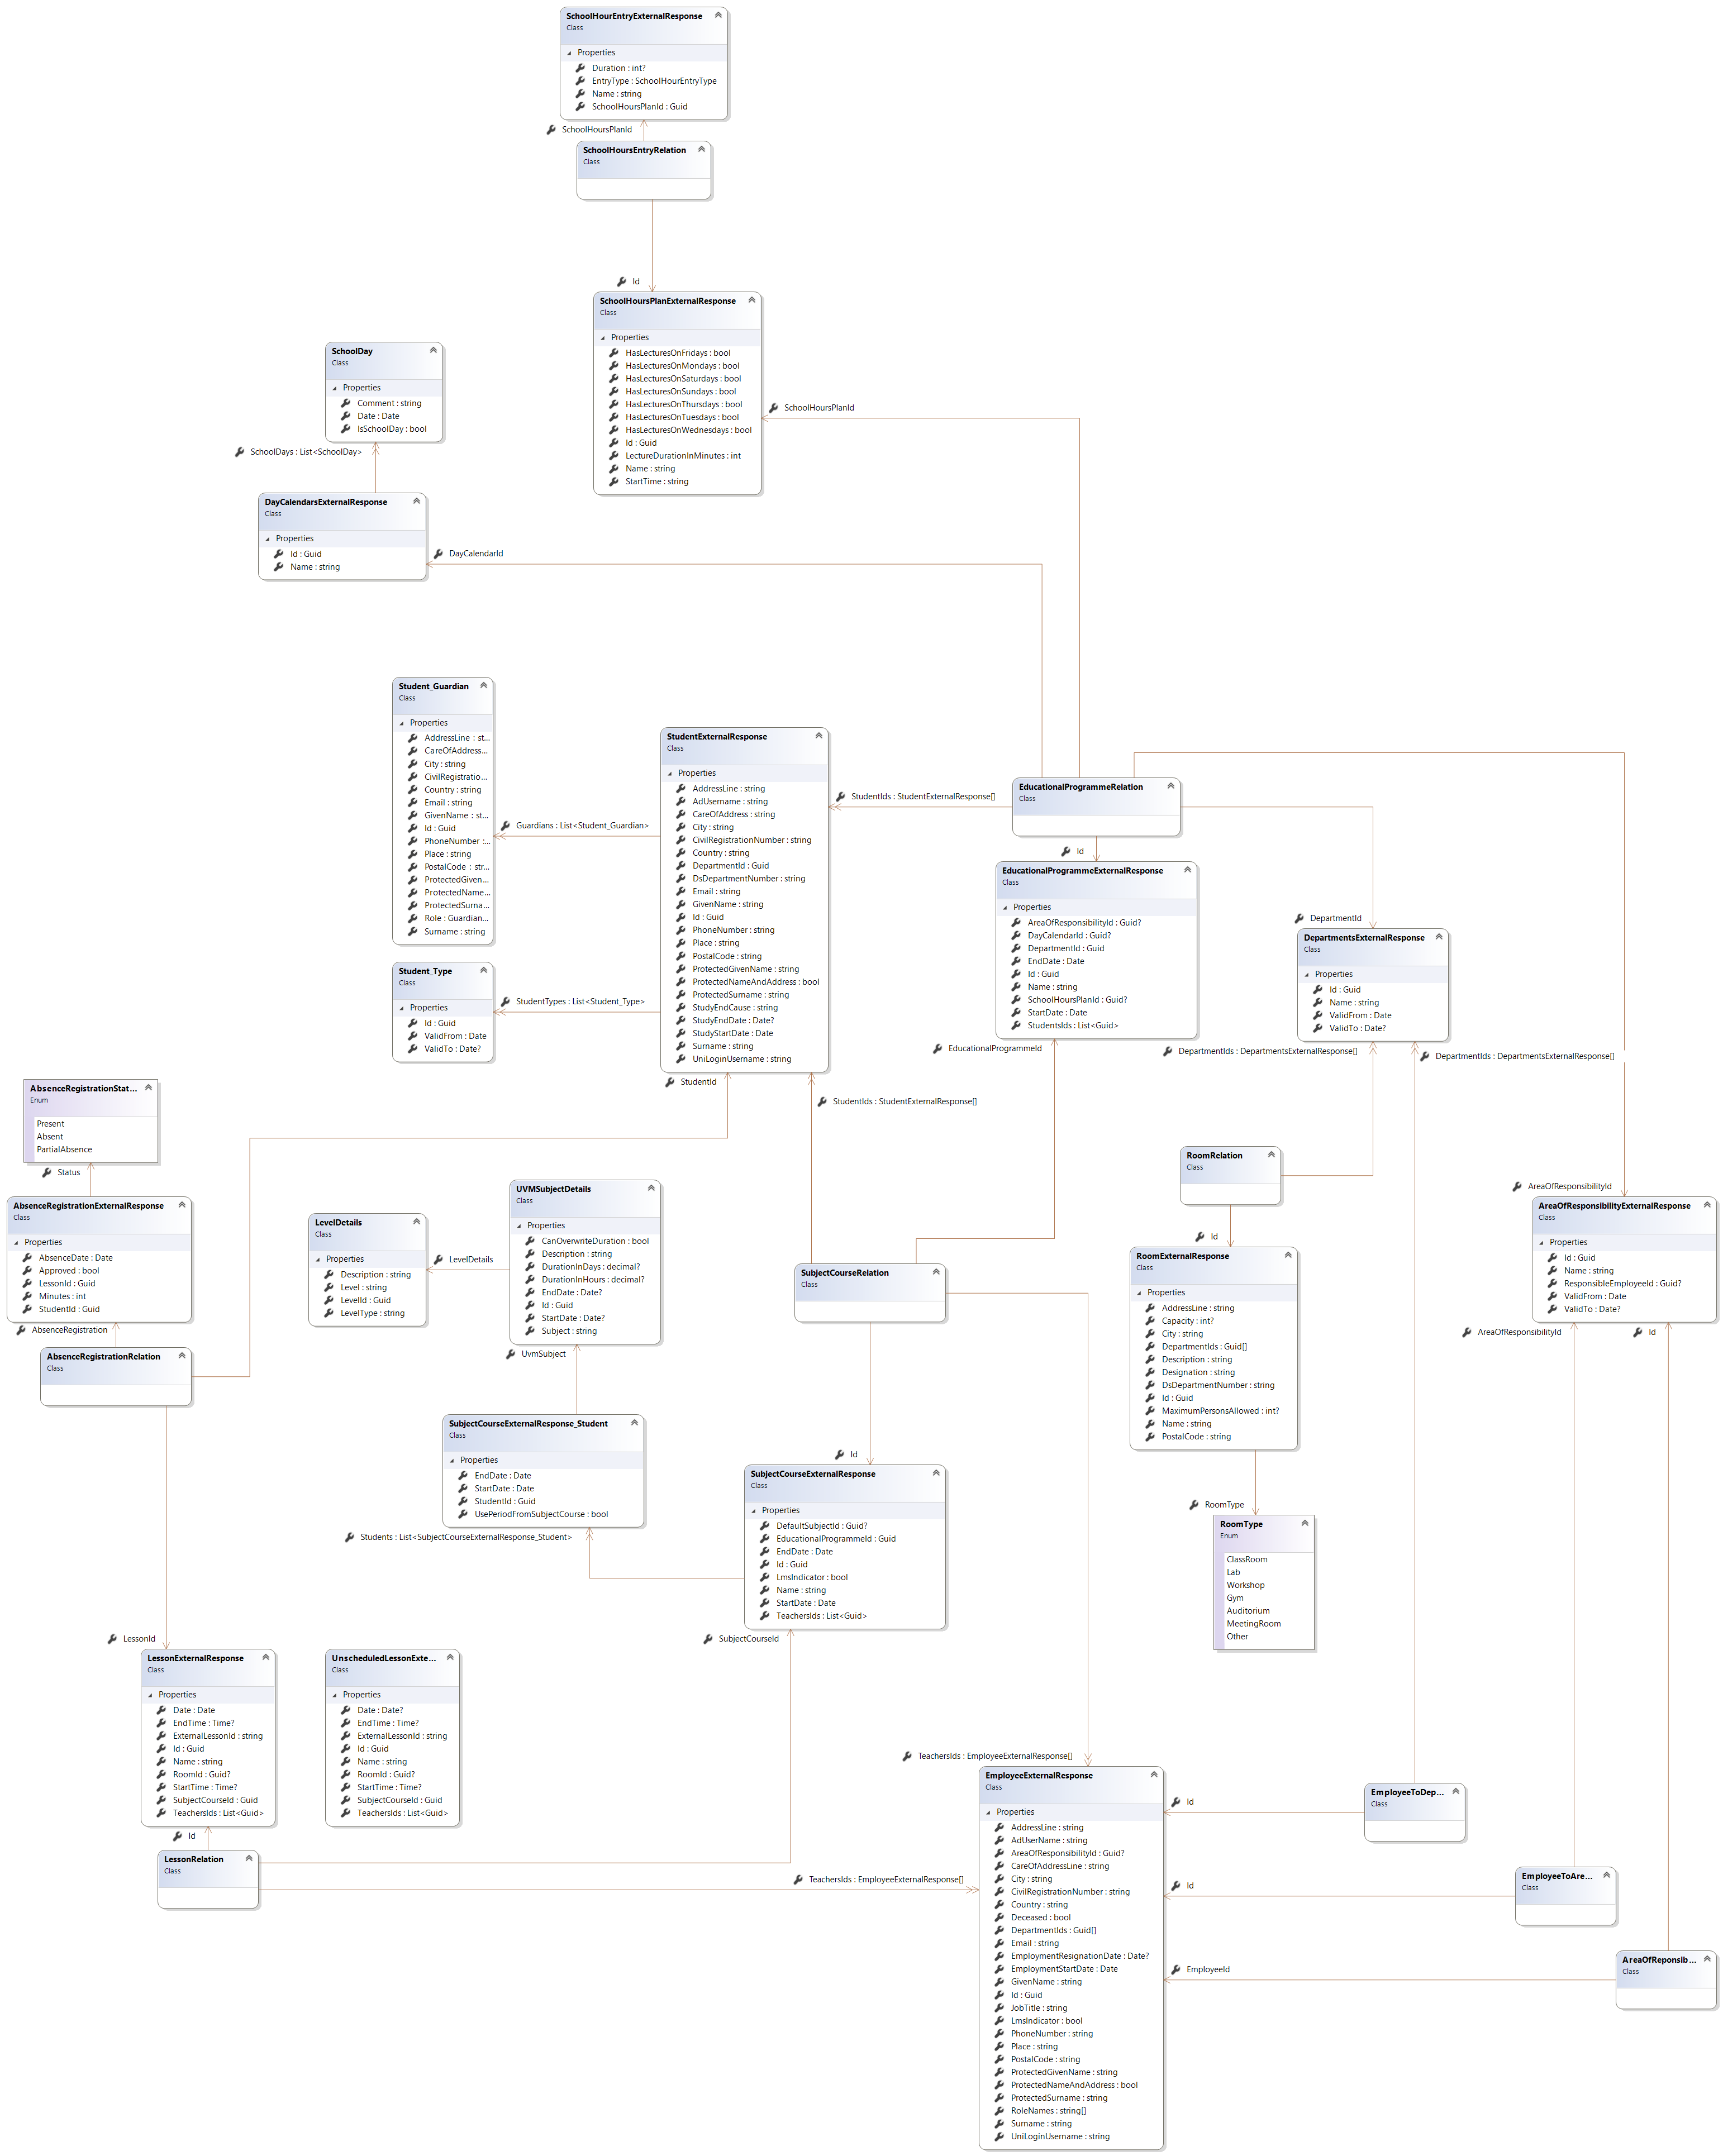 SchoolHourEntryExternalResponse
Class
Properties
Duration : int?
EntryType : SchoolHourEntryType
Name : string
SchoolHoursPlanId : Guid
SchoolHoursPlanId
SchoolHoursEntryRelation
Class
Id
SchoolHoursPlanExternalResponse
Class
Properties
HasLecturesOnFridays : bool
HasLecturesOnMondays : bool
HasLecturesOnSaturdays : bool
HasLecturesOnSundays : bool
HasLecturesOnThursdays : bool
HasLecturesOnTuesdays : bool
HasLecturesOnWednesdays : bool
Id : Guid
LectureDurationInMinutes : int
Name : string
StartTime : string
SchoolHoursPlanId
SchoolDay
Class
Properties
Comment : string
Date : Date
IsSchoolDay : bool
SchoolDays : List<SchoolDay>
DayCalendarsExternalResponse
Class
Properties
Id : Guid
Name : string
DayCalendarId
Student_Guardian
Class
Properties
AddressLine : st...
CareOfAddress...
City : string
CivilRegistratio...
Country : string
Email : string
GivenName : st...
Id : Guid
PhoneNumber :...
Place : string
PostalCode : str...
ProtectedGiven...
ProtectedName...
ProtectedSurna...
Role : Guardian...
Surname : string
Guardians : List<Student_Guardian>
Student_Type
Class
Properties
Id : Guid
ValidFrom : Date
ValidTo : Date?
StudentTypes : List<Student_Type>
StudentExternalResponse
Class
Properties
AddressLine : string
AdUsername : string
CareOfAddress : string
City : string
CivilRegistrationNumber : string
Country : string
DepartmentId : Guid
DsDepartmentNumber : string
Email : string
GivenName : string
Id : Guid
PhoneNumber : string
Place : string
PostalCode : string
ProtectedGivenName : string
ProtectedNameAndAddress : bool
ProtectedSurname : string
StudyEndCause : string
StudyEndDate : Date?
StudyStartDate : Date
Surname : string
UniLoginUsername : string
StudentId
StudentIds : StudentExternalResponse[]
StudentIds : StudentExternalResponse[]
EducationalProgrammeRelation
Class
Id
EducationalProgrammeExternalResponse
Class
Properties
AreaOfResponsibilityId : Guid?
DayCalendarId : Guid?
DepartmentId : Guid
EndDate : Date
Id : Guid
Name : string
SchoolHoursPlanId : Guid?
StartDate : Date
StudentsIds : List<Guid>
EducationalProgrammeId
DepartmentId
DepartmentsExternalResponse
Class
Properties
Id : Guid
Name : string
ValidFrom : Date
ValidTo : Date?
DepartmentIds : DepartmentsExternalResponse[]
DepartmentIds : DepartmentsExternalResponse[]
AbsenceRegistrationStat...
Enum
Present
Absent
PartialAbsence
Status
AbsenceRegistrationExternalResponse
Class
Properties
AbsenceDate : Date
Approved : bool
LessonId : Guid
Minutes : int
StudentId : Guid
AbsenceRegistration
AbsenceRegistrationRelation
Class
LevelDetails
Class
Properties
Description : string
Level : string
LevelId : Guid
LevelType : string
LevelDetails
UVMSubjectDetails
Class
Properties
CanOverwriteDuration : bool
Description : string
DurationInDays : decimal?
DurationInHours : decimal?
EndDate : Date?
Id : Guid
StartDate : Date?
Subject : string
UvmSubject
SubjectCourseExternalResponse_Student
Class
Properties
EndDate : Date
StartDate : Date
StudentId : Guid
UsePeriodFromSubjectCourse : bool
Students : List<SubjectCourseExternalResponse_Student>
SubjectCourseRelation
Class
Id
SubjectCourseExternalResponse
Class
Properties
DefaultSubjectId : Guid?
EducationalProgrammeId : Guid
EndDate : Date
Id : Guid
LmsIndicator : bool
Name : string
StartDate : Date
TeachersIds : List<Guid>
SubjectCourseId
RoomRelation
Class
Id
RoomExternalResponse
Class
Properties
AddressLine : string
Capacity : int?
City : string
DepartmentIds : Guid[]
Description : string
Designation : string
DsDepartmentNumber : string
Id : Guid
MaximumPersonsAllowed : int?
Name : string
PostalCode : string
RoomType
RoomType
Enum
ClassRoom
Lab
Workshop
Gym
Auditorium
MeetingRoom
Other
AreaOfResponsibilityId
AreaOfResponsibilityExternalResponse
Class
Properties
Id : Guid
Name : string
ResponsibleEmployeeId : Guid?
ValidFrom : Date
ValidTo : Date?
AreaOfResponsibilityId
Id
LessonId
LessonExternalResponse
Class
Properties
Date : Date
EndTime : Time?
ExternalLessonId : string
Id : Guid
Name : string
RoomId : Guid?
StartTime : Time?
SubjectCourseId : Guid
TeachersIds : List<Guid>
Id
LessonRelation
Class
UnscheduledLessonExte...
Class
Properties
Date : Date?
EndTime : Time?
ExternalLessonId : string
Id : Guid
Name : string
RoomId : Guid?
StartTime : Time?
SubjectCourseId : Guid
TeachersIds : List<Guid>
TeachersIds : EmployeeExternalResponse[]
TeachersIds : EmployeeExternalResponse[]
EmployeeExternalResponse
Class
Properties
AddressLine : string
AdUserName : string
AreaOfResponsibilityId : Guid?
CareOfAddressLine : string
City : string
CivilRegistrationNumber : string
Country : string
Deceased : bool
DepartmentIds : Guid[]
Email : string
EmploymentResignationDate : Date?
EmploymentStartDate : Date
GivenName : string
Id : Guid
JobTitle : string
LmsIndicator : bool
PhoneNumber : string
Place : string
PostalCode : string
ProtectedGivenName : string
ProtectedNameAndAddress : bool
ProtectedSurname : string
RoleNames : string[]
Surname : string
UniLoginUsername : string
Id
EmployeeToDep...
Class
Id
EmployeeToAre...
Class
EmployeeId
AreaOfReponsib...
Class